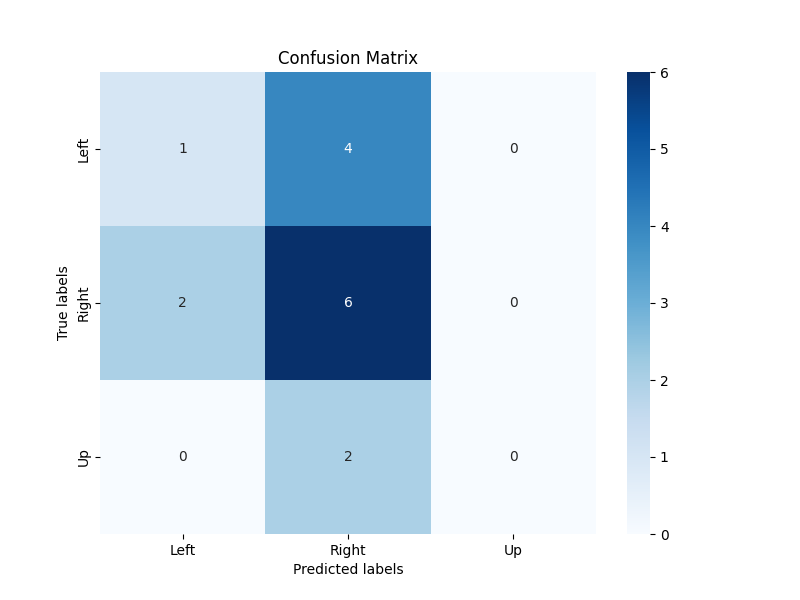 Confusion Matrix
True labels
Left
1 4 0
Right
2 6 0
Up
0 2 0
Left Right Up
Predicted labels
6
5
4
3
2
1
0